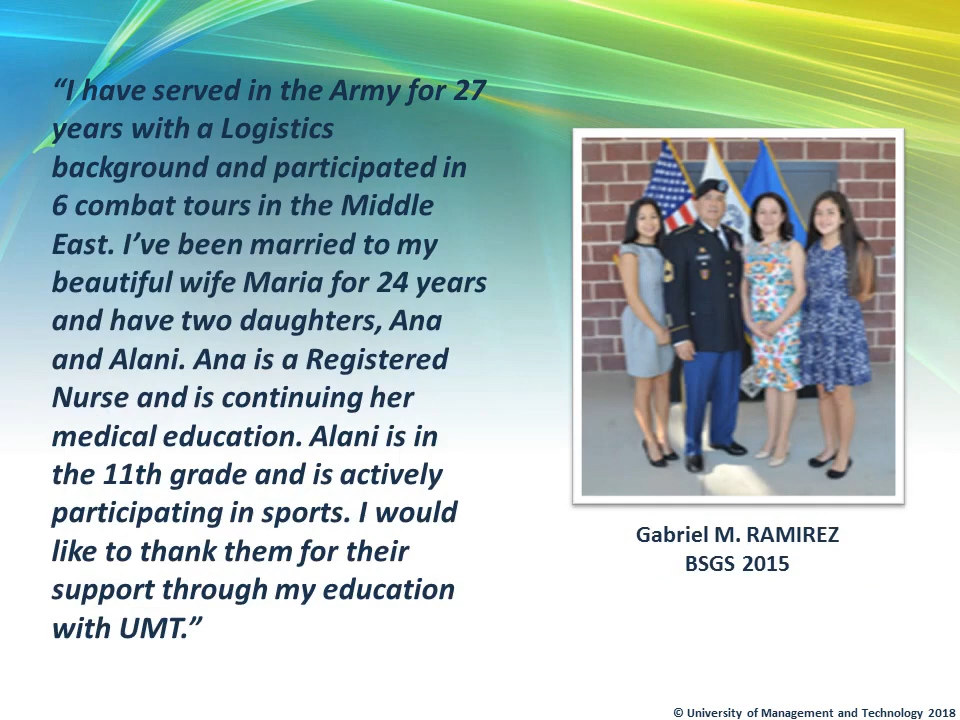 “I have served in the Army for 27
years with a Logistics
background and participated in
6 combat tours in the Middle
East. I’ve been married to my
beautiful wife Maria for 24 years
and have two daughters, Ana
and Alani. Ana is a Registered
Nurse and is continuing her
medical education. Alani is in
the 11th grade and is actively
participating in sports. I would
like to thank them for their
support through my education
with UMT.”
Gabriel M. RAMIREZ
BSGS 2015
© University of Management and Technology 2018